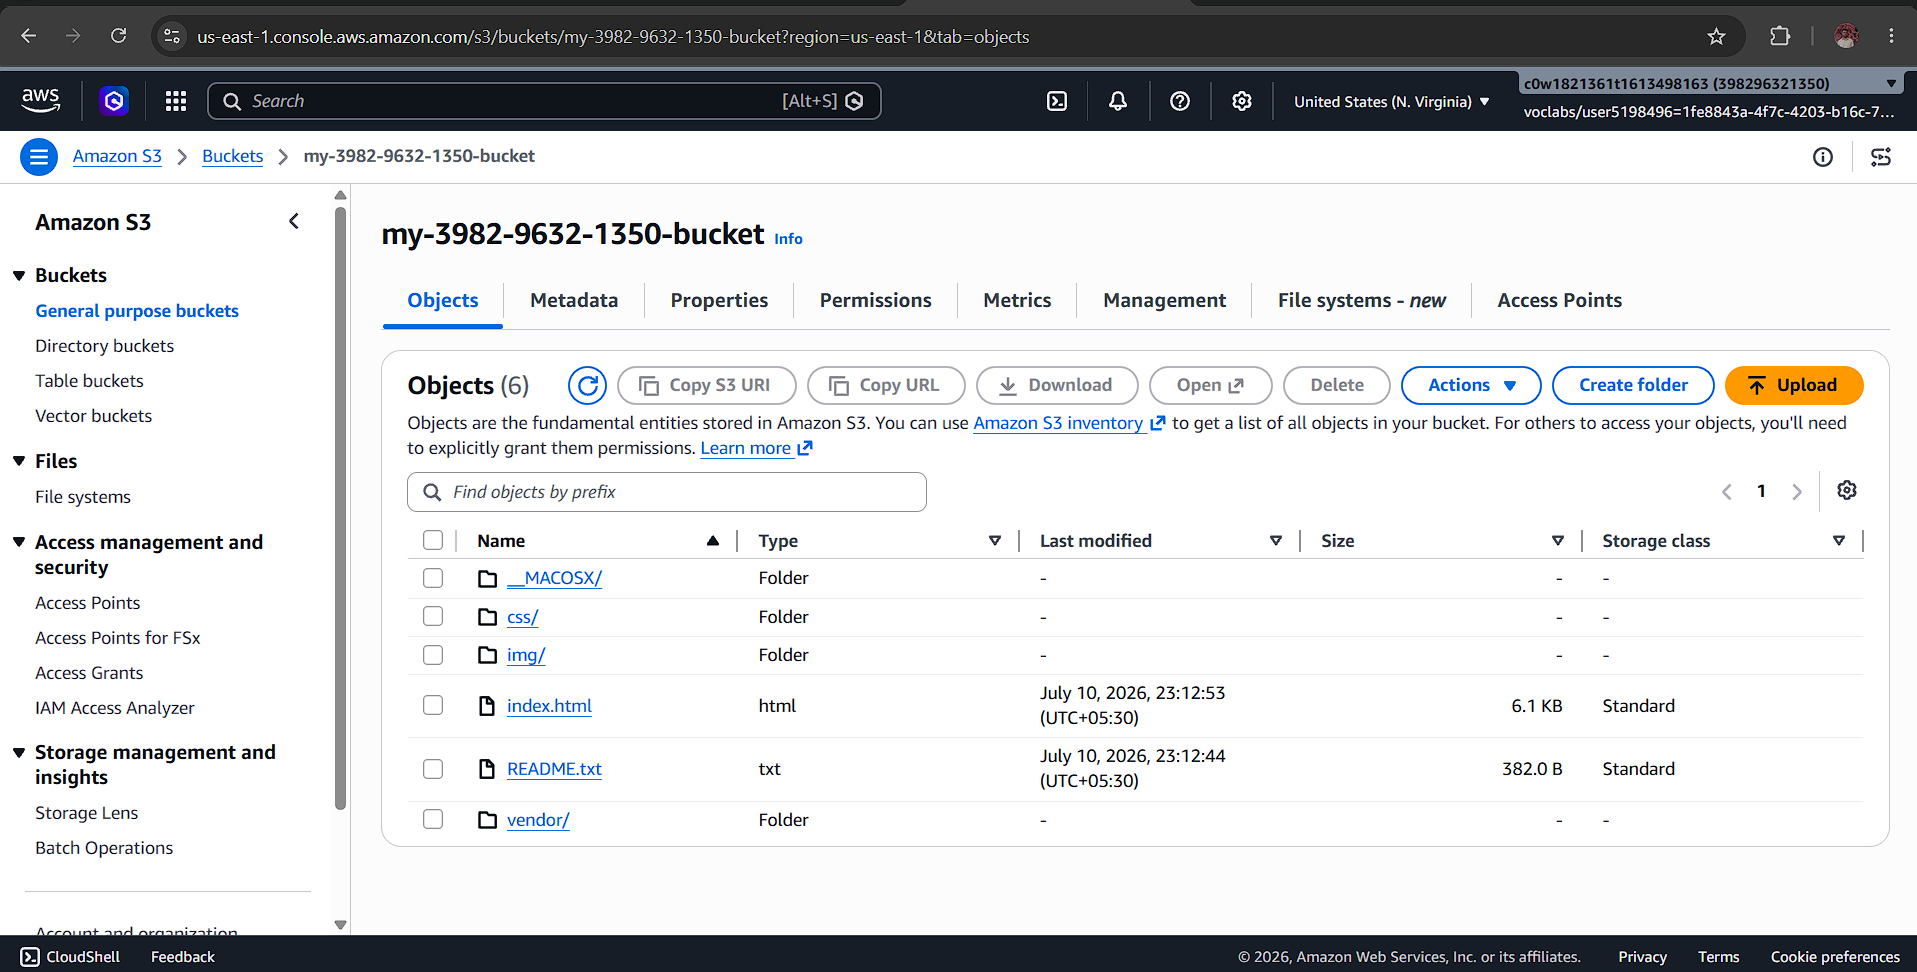 us-east-1.console.aws.amazon.com/s3/buckets/my-3982-9632-1350-bucket?region=us-east-1&tab=objects
aws
Search
[Alt+S]
United States (N. Virginia)
c0w1821361t1613498163 (398296321350)
voclabs/user5198496=1fe8843a-4f7c-4203-b16c-7...
Amazon S3
Buckets
my-3982-9632-1350-bucket
Amazon S3
Buckets
General purpose buckets
Directory buckets
Table buckets
Vector buckets
Files
File systems
Access management and
security
Access Points
Access Points for FSx
Access Grants
IAM Access Analyzer
Storage management and
insights
Storage Lens
Batch Operations
Account and organization
my-3982-9632-1350-bucket Info
Objects
Metadata
Properties
Permissions
Metrics
Management
File systems - new
Access Points
Objects (6)
Copy S3 URI
Copy URL
Download
Open
Delete
Actions
Create folder
Upload
Objects are the fundamental entities stored in Amazon S3. You can use Amazon S3 inventory to get a list of all objects in your bucket. For others to access your objects, you'll need
to explicitly grant them permissions. Learn more
Find objects by prefix
1
Name Type Last modified Size Storage class
__MACOSX/ Folder - - -
css/ Folder - - -
img/ Folder - - -
index.html html July 10, 2026, 23:12:53 (UTC+05:30) 6.1 KB Standard
README.txt txt July 10, 2026, 23:12:44 (UTC+05:30) 382.0 B Standard
vendor/ Folder - - -
CloudShell
Feedback
© 2026, Amazon Web Services, Inc. or its affiliates.
Privacy
Terms
Cookie preferences